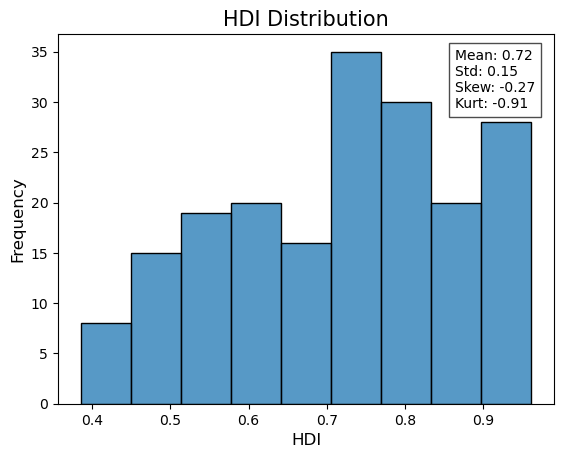 HDI Distribution
Mean: 0.72
Std: 0.15
Skew: -0.27
Kurt: -0.91
35
30
25
20
15
10
5
0
Frequency
0.4 0.5 0.6 0.7 0.8 0.9
HDI